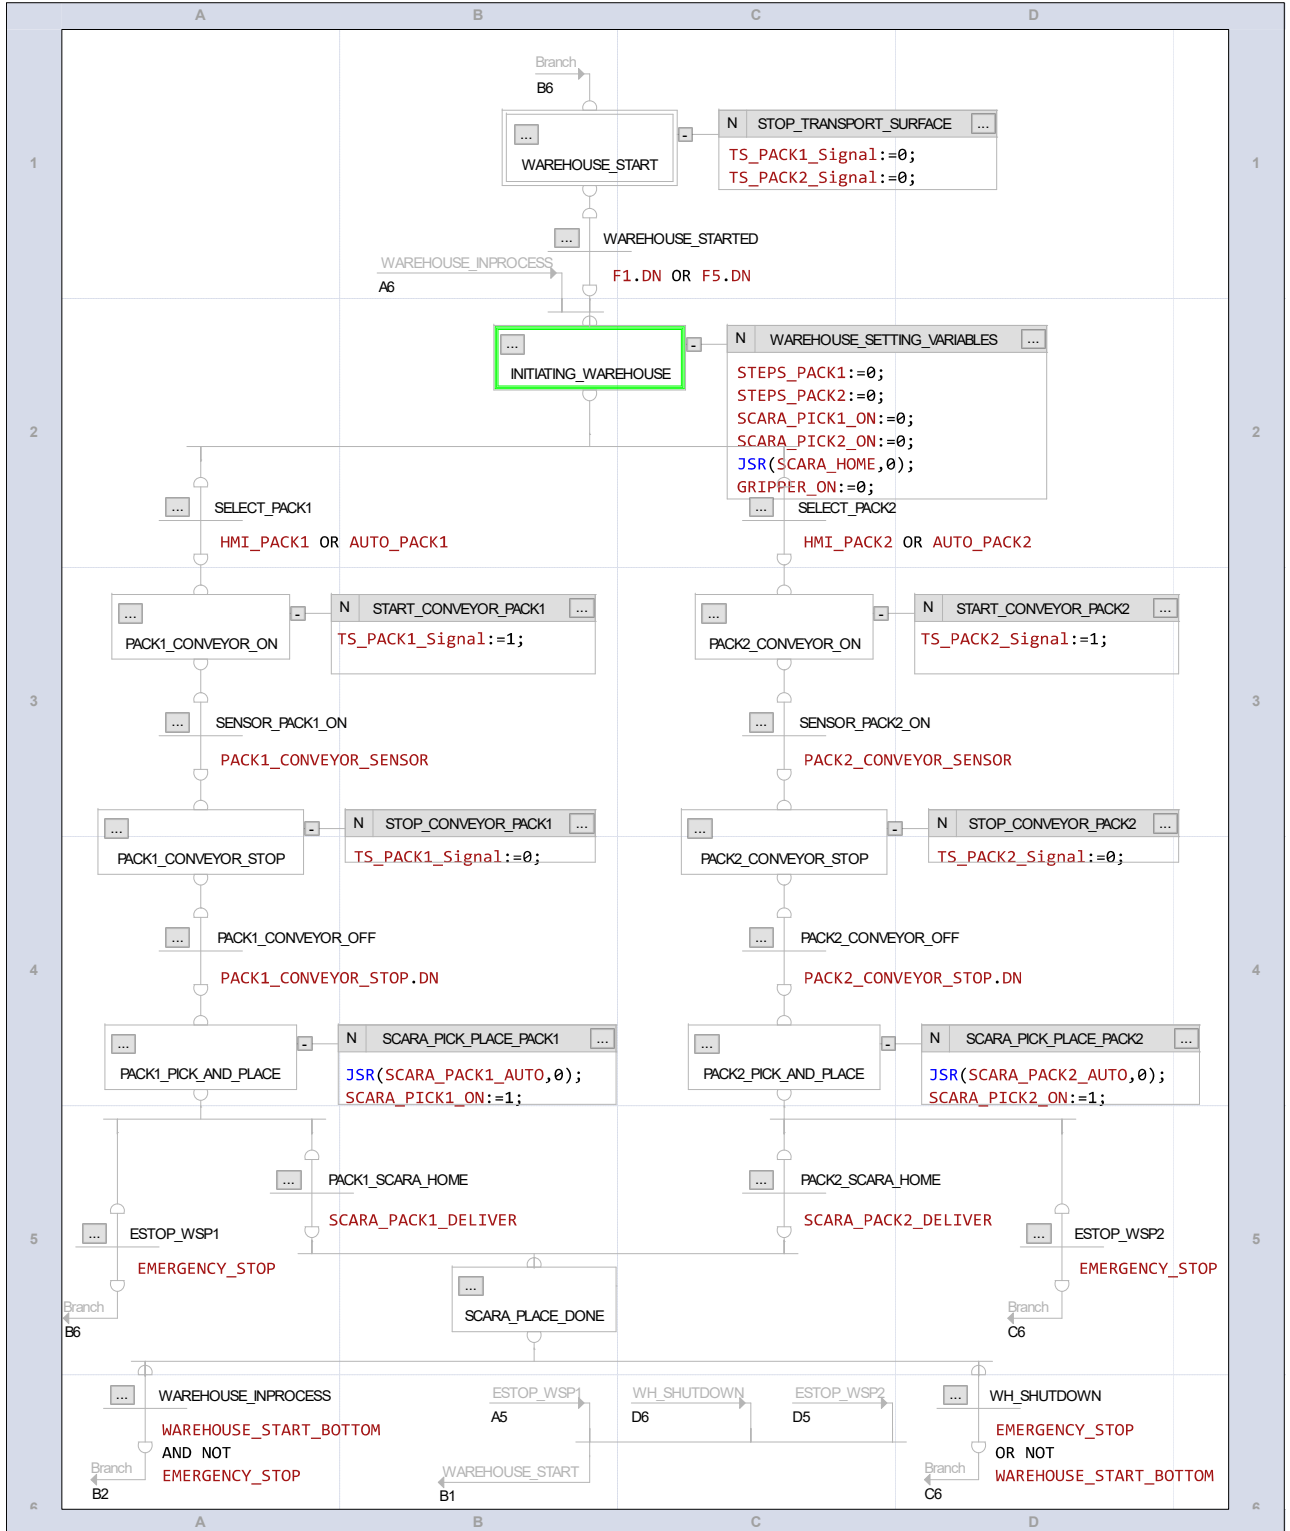 A B C D
Branch
B6
... - N STOP_TRANSPORT_SURFACE ...
WAREHOUSE_START
TS_PACK1_Signal:=0;
TS_PACK2_Signal:=0;
1 1
... WAREHOUSE_STARTED
WAREHOUSE_INPROCESS
A6
F1.DN OR F5.DN
... - N WAREHOUSE_SETTING_VARIABLES ...
INITIATING_WAREHOUSE
STEPS_PACK1:=0;
STEPS_PACK2:=0;
SCARA_PICK1_ON:=0;
SCARA_PICK2_ON:=0;
JSR(SCARA_HOME,0);
GRIPPER_ON:=0;
2 2
... SELECT_PACK1 ... SELECT_PACK2
HMI_PACK1 OR AUTO_PACK1 HMI_PACK2 OR AUTO_PACK2
... - N START_CONVEYOR_PACK1 ... ... - N START_CONVEYOR_PACK2 ...
PACK1_CONVEYOR_ON TS_PACK1_Signal:=1; PACK2_CONVEYOR_ON TS_PACK2_Signal:=1;
3 3
... SENSOR_PACK1_ON ... SENSOR_PACK2_ON
PACK1_CONVEYOR_SENSOR PACK2_CONVEYOR_SENSOR
... - N STOP_CONVEYOR_PACK1 ... ... - N STOP_CONVEYOR_PACK2 ...
PACK1_CONVEYOR_STOP TS_PACK1_Signal:=0; PACK2_CONVEYOR_STOP TS_PACK2_Signal:=0;
... PACK1_CONVEYOR_OFF ... PACK2_CONVEYOR_OFF
4 4
PACK1_CONVEYOR_STOP.DN PACK2_CONVEYOR_STOP.DN
... - N SCARA_PICK_PLACE_PACK1 ... ... - N SCARA_PICK_PLACE_PACK2 ...
PACK1_PICK_AND_PLACE JSR(SCARA_PACK1_AUTO,0); PACK2_PICK_AND_PLACE JSR(SCARA_PACK2_AUTO,0);
SCARA_PICK1_ON:=1; SCARA_PICK2_ON:=1;
... PACK1_SCARA_HOME ... PACK2_SCARA_HOME
SCARA_PACK1_DELIVER SCARA_PACK2_DELIVER
... ESTOP_WSP1 ... ESTOP_WSP2
5 5
EMERGENCY_STOP EMERGENCY_STOP
...
SCARA_PLACE_DONE
Branch Branch
B6 C6
... WAREHOUSE_INPROCESS ESTOP_WSP1 WH_SHUTDOWN ESTOP_WSP2 ... WH_SHUTDOWN
A5 D6 D5
WAREHOUSE_START_BOTTOM EMERGENCY_STOP
AND NOT OR NOT
EMERGENCY_STOP WAREHOUSE_START_BOTTOM
Branch WAREHOUSE_START Branch
B2 B1 C6
6 6
A B C D